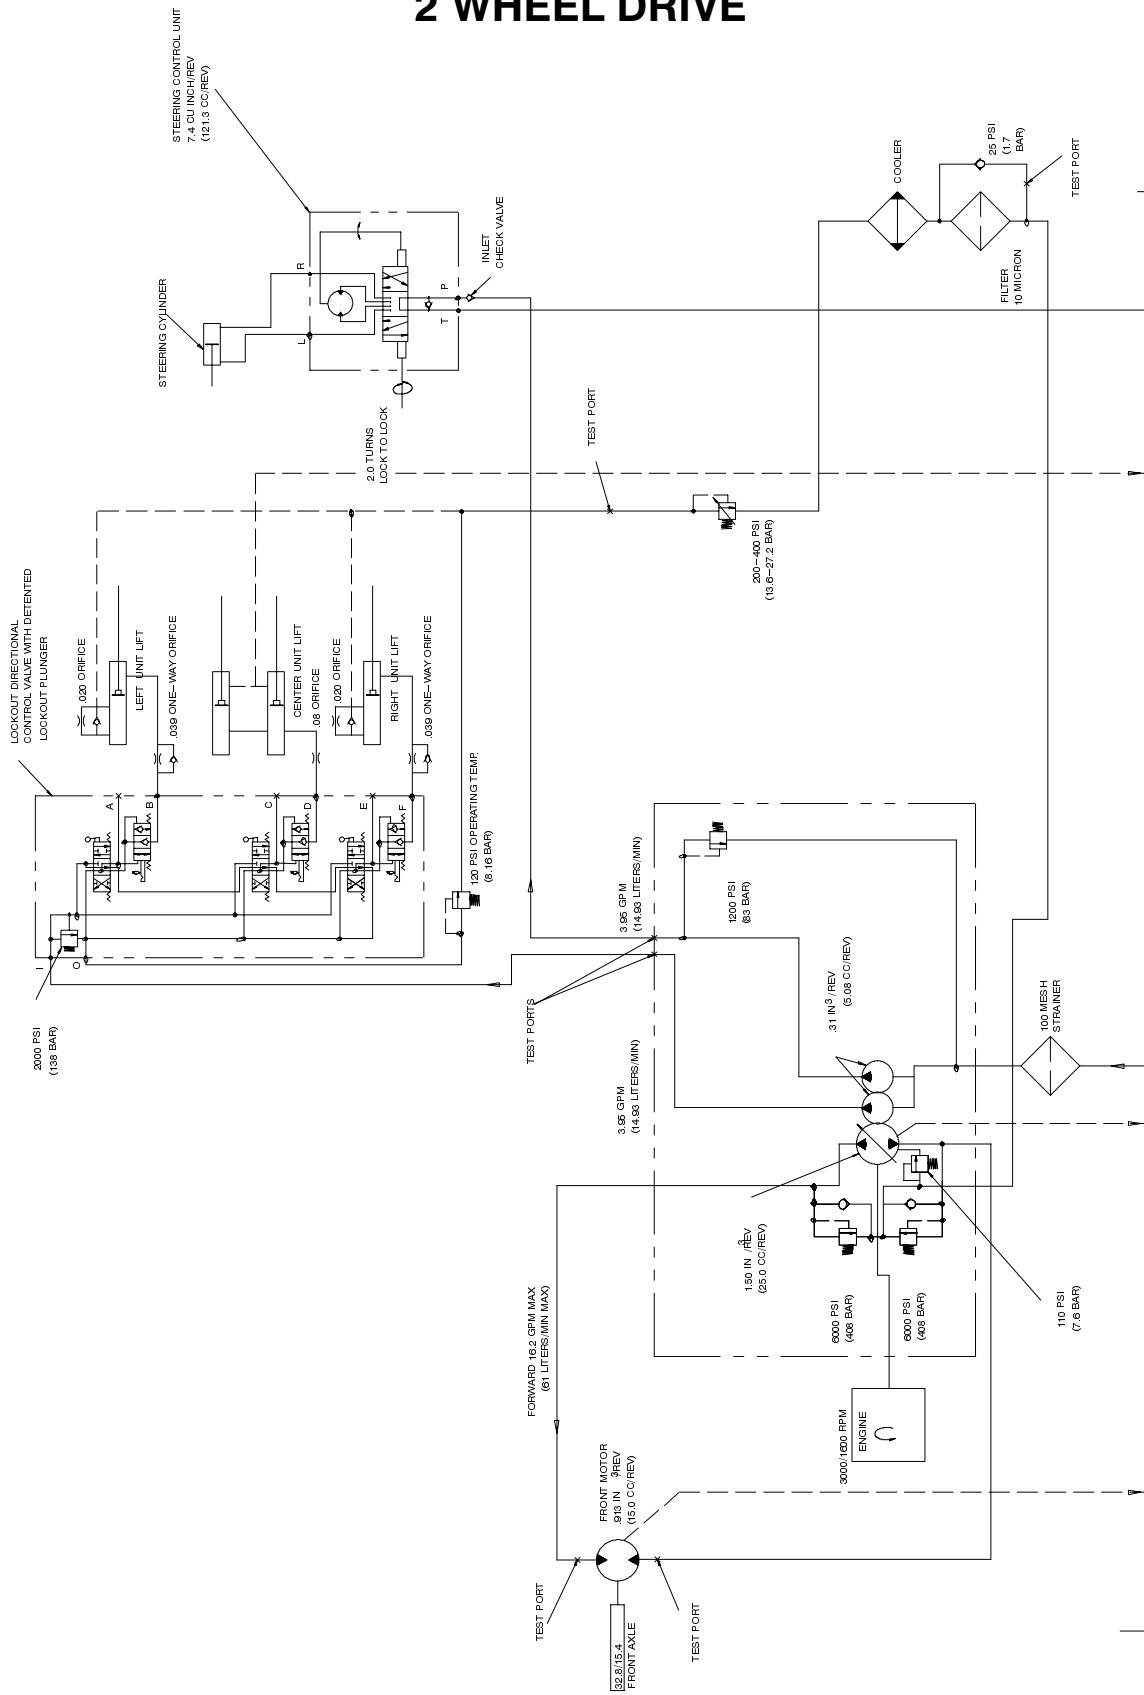 2 WHEEL DRIVE
STEERING CONTROL UNIT
7.4 CU INCH/REV
(121.3 CC/REV)
STEERING CYLINDER
R
L
P
T
INLET
CHECK VALVE
2.0 TURNS
LOCK TO LOCK
COOLER
25 PSI
(1.7
BAR)
TEST PORT
FILTER
10 MICRON
TEST PORT
200-400 PSI
(13.6-27.2 BAR)
LOCKOUT DIRECTIONAL
CONTROL VALVE WITH DETENTED
LOCKOUT PLUNGER
.020 ORIFICE
LEFT UNIT LIFT
.039 ONE-WAY ORIFICE
CENTER UNIT LIFT
.08 ORIFICE
.020 ORIFICE
RIGHT UNIT LIFT
.039 ONE-WAY ORIFICE
A
B
C
D
E
F
I
O
2000 PSI
(138 BAR)
120 PSI OPERATING TEMP.
(8.16 BAR)
3.95 GPM
(14.93 LITERS/MIN)
1200 PSI
(83 BAR)
TEST PORTS
3.95 GPM
(14.93 LITERS/MIN)
.31 IN3 /REV
(5.08 CC/REV)
100 MESH
STRAINER
1.50 IN 3/REV
(25.0 CC/REV)
6000 PSI
(408 BAR)
6000 PSI
(408 BAR)
110 PSI
(7.6 BAR)
FORWARD 16.2 GPM MAX
(61 LITERS/MIN MAX)
3000/1600 RPM
ENGINE
FRONT MOTOR
.913 IN 3REV
(15.0 CC/REV)
TEST PORT
TEST PORT
32.8/15.4
FRONT AXLE